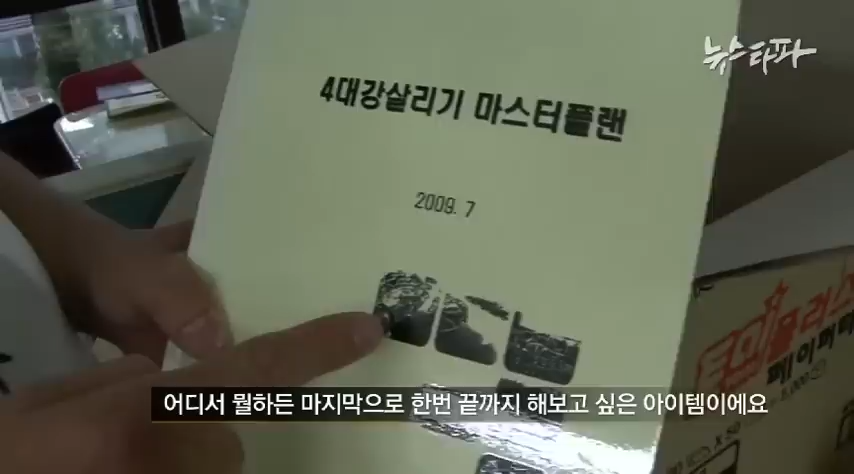 뉴스타파
4대강살리기 마스터플랜
2009. 7
어디서 뭘하든 마지막으로 한번 끝까지 해보고 싶은 아이템이에요